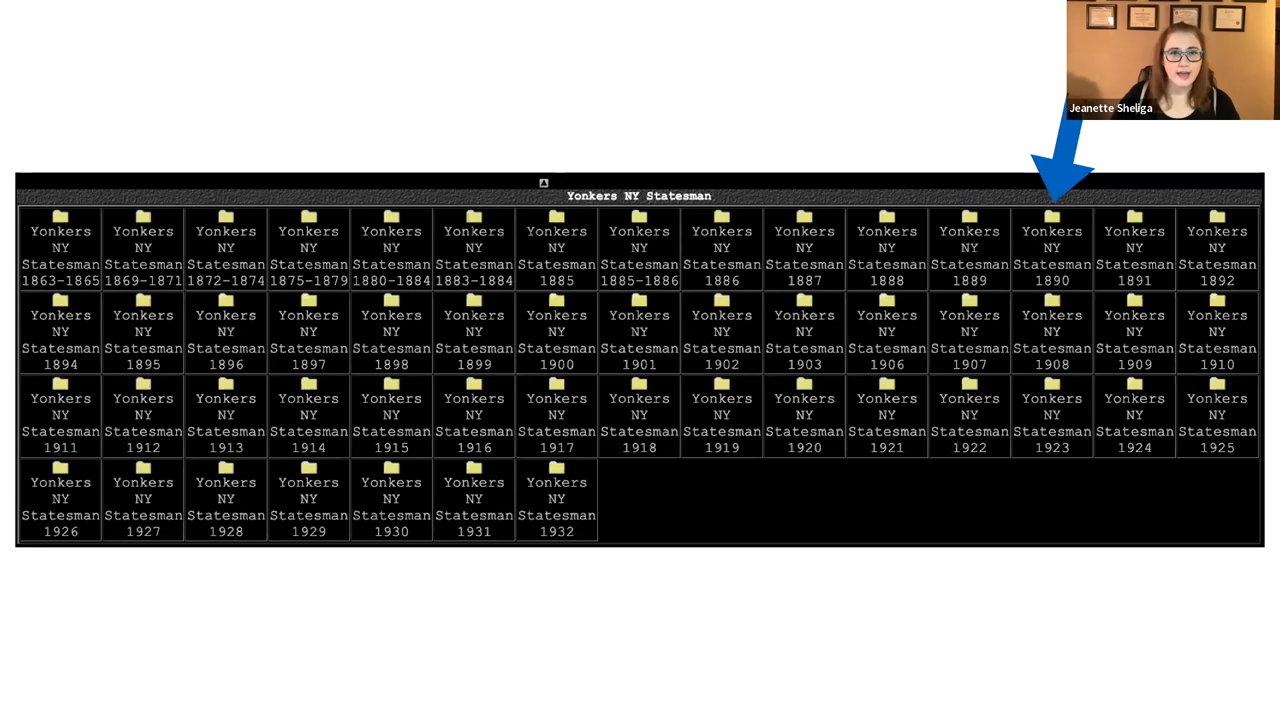 Jeanette Sheliga
Yonkers NY Statesman
Yonkers NY Statesman 1863-1865
Yonkers NY Statesman 1869-1871
Yonkers NY Statesman 1872-1874
Yonkers NY Statesman 1875-1879
Yonkers NY Statesman 1880-1884
Yonkers NY Statesman 1883-1884
Yonkers NY Statesman 1885
Yonkers NY Statesman 1885-1886
Yonkers NY Statesman 1886
Yonkers NY Statesman 1887
Yonkers NY Statesman 1888
Yonkers NY Statesman 1889
Yonkers NY Statesman 1890
Yonkers NY Statesman 1891
Yonkers NY Statesman 1892
Yonkers NY Statesman 1894
Yonkers NY Statesman 1895
Yonkers NY Statesman 1896
Yonkers NY Statesman 1897
Yonkers NY Statesman 1898
Yonkers NY Statesman 1899
Yonkers NY Statesman 1900
Yonkers NY Statesman 1901
Yonkers NY Statesman 1902
Yonkers NY Statesman 1903
Yonkers NY Statesman 1906
Yonkers NY Statesman 1907
Yonkers NY Statesman 1908
Yonkers NY Statesman 1909
Yonkers NY Statesman 1910
Yonkers NY Statesman 1911
Yonkers NY Statesman 1912
Yonkers NY Statesman 1913
Yonkers NY Statesman 1914
Yonkers NY Statesman 1915
Yonkers NY Statesman 1916
Yonkers NY Statesman 1917
Yonkers NY Statesman 1918
Yonkers NY Statesman 1919
Yonkers NY Statesman 1920
Yonkers NY Statesman 1921
Yonkers NY Statesman 1922
Yonkers NY Statesman 1923
Yonkers NY Statesman 1924
Yonkers NY Statesman 1925
Yonkers NY Statesman 1926
Yonkers NY Statesman 1927
Yonkers NY Statesman 1928
Yonkers NY Statesman 1929
Yonkers NY Statesman 1930
Yonkers NY Statesman 1931
Yonkers NY Statesman 1932